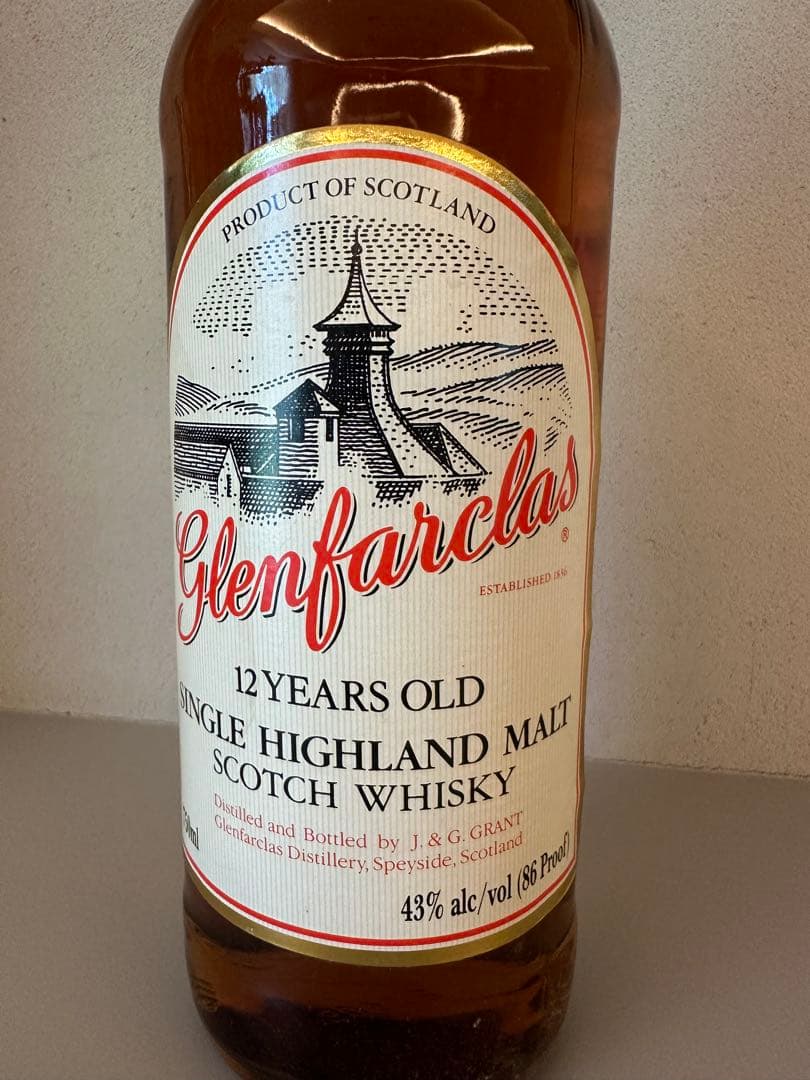 PRODUCT OF SCOTLAND
Glenfarclas
®
ESTABLISHED 1836
12 YEARS OLD
SINGLE HIGHLAND MALT
SCOTCH WHISKY
Distilled and Bottled by J. & G. GRANT
Glenfarclas Distillery, Speyside, Scotland
43% alc/vol (86 Proof)